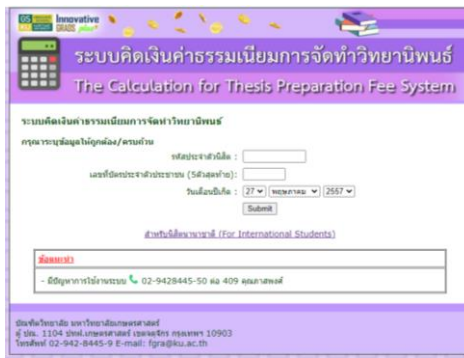 GS
KU
Innovative
GRADS plus+
ระบบคิดเงินค่าธรรมเนียมการจัดทำวิทยานิพนธ์
The Calculation for Thesis Preparation Fee System
ระบบคิดเงินค่าธรรมเนียมการจัดทำวิทยานิพนธ์
กรุณาระบุข้อมูลให้ถูกต้อง/ครบถ้วน
รหัสประจำตัวนิสิต :
เลขที่บัตรประจำตัวประชาชน (5ตัวสุดท้าย):
วันเดือนปีเกิด : 27 พฤษภาคม 2557
Submit
สำหรับนิสิตนานาชาติ (For International Students)
ข้อแนะนำ
- มีปัญหาการใช้งานระบบ 02-9428445-50 ต่อ 409 คุณภาสพงศ์
บัณฑิตวิทยาลัย มหาวิทยาลัยเกษตรศาสตร์
ตู้ ปณ. 1104 ปทฝ.เกษตรศาสตร์ เขตจตุจักร กรุงเทพฯ 10903
โทรศัพท์ 02-942-8445-9 E-mail: fgra@ku.ac.th